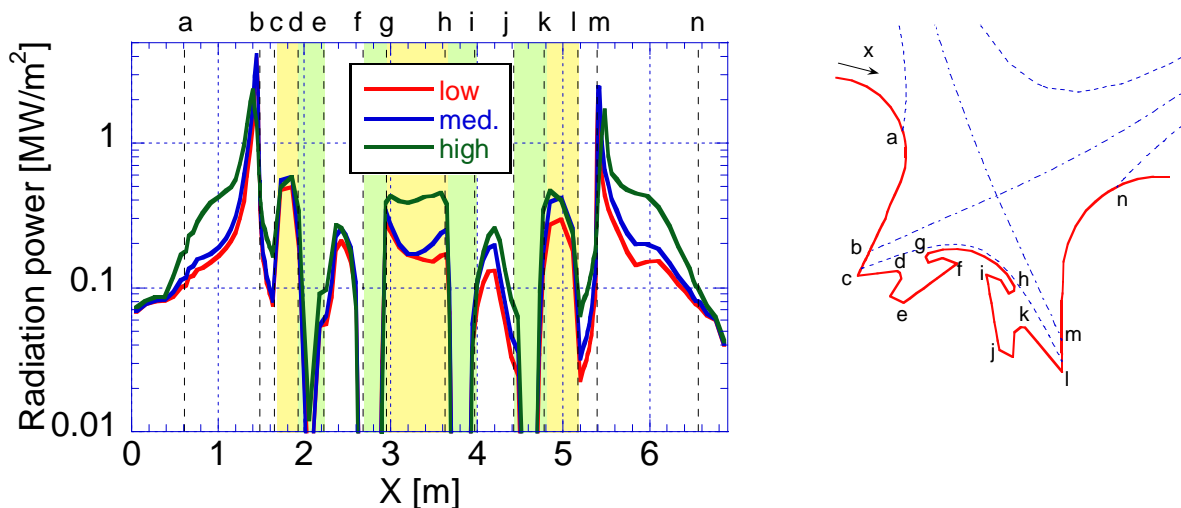 a b c d e f g h i j k l m n
Radiation power [MW/m²]
1
0.1
0.01
low
med.
high
0 1 2 3 4 5 6
X [m]
x
a
n
b
g
c
d
f
i
h
e
k
m
j
l